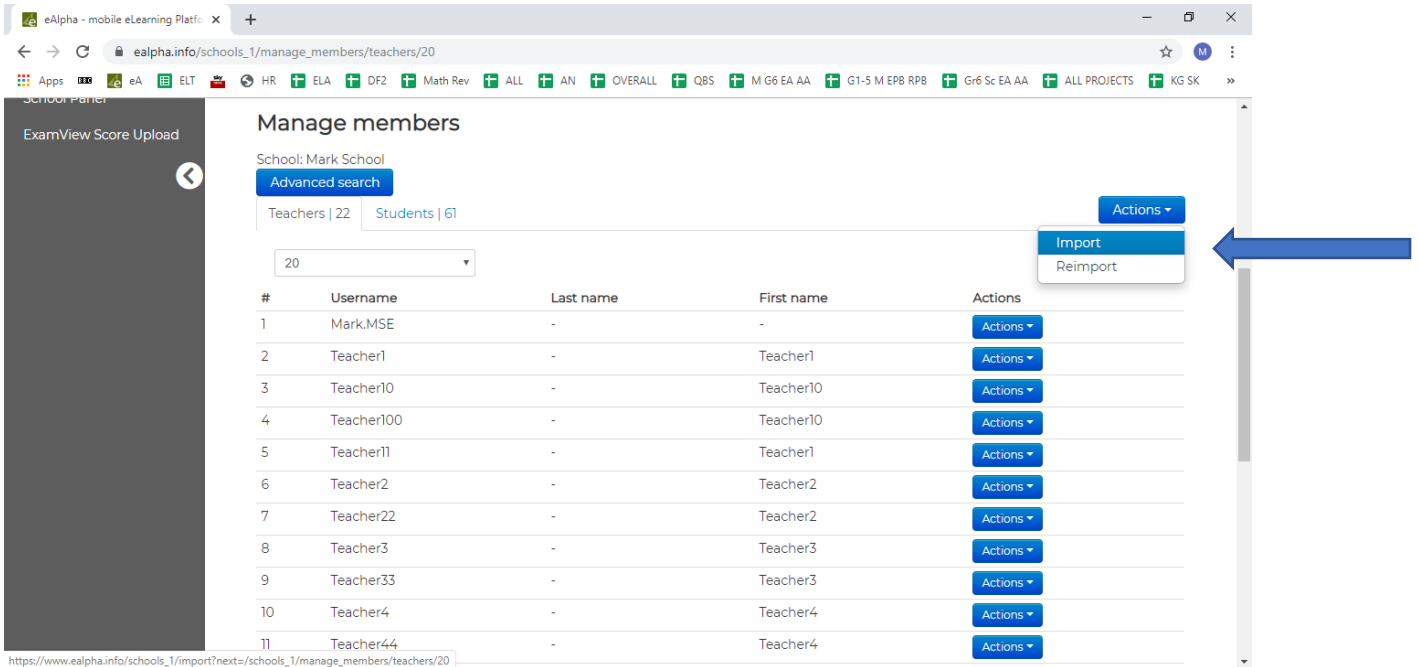 eAlpha - mobile eLearning Platfo
ealpha.info/schools_1/manage_members/teachers/20
M
Apps BBC eA ELT sky HR ELA DF2 Math Rev ALL AN OVERALL QBS M G6 EA AA G1-5 M EPB RPB Gr6 Sc EA AA ALL PROJECTS KG SK »
School Panel
ExamView Score Upload
Manage members
School: Mark School
Advanced search
Teachers | 22 Students | 61 Actions
Import
20 Reimport
# Username Last name First name Actions
1 Mark.MSE - - Actions
2 Teacher1 - Teacher1 Actions
3 Teacher10 - Teacher10 Actions
4 Teacher100 - Teacher10 Actions
5 Teacher11 - Teacher1 Actions
6 Teacher2 - Teacher2 Actions
7 Teacher22 - Teacher2 Actions
8 Teacher3 - Teacher3 Actions
9 Teacher33 - Teacher3 Actions
10 Teacher4 - Teacher4 Actions
11 Teacher44 - Teacher4 Actions
https://www.ealpha.info/schools_1/import?next=/schools_1/manage_members/teachers/20